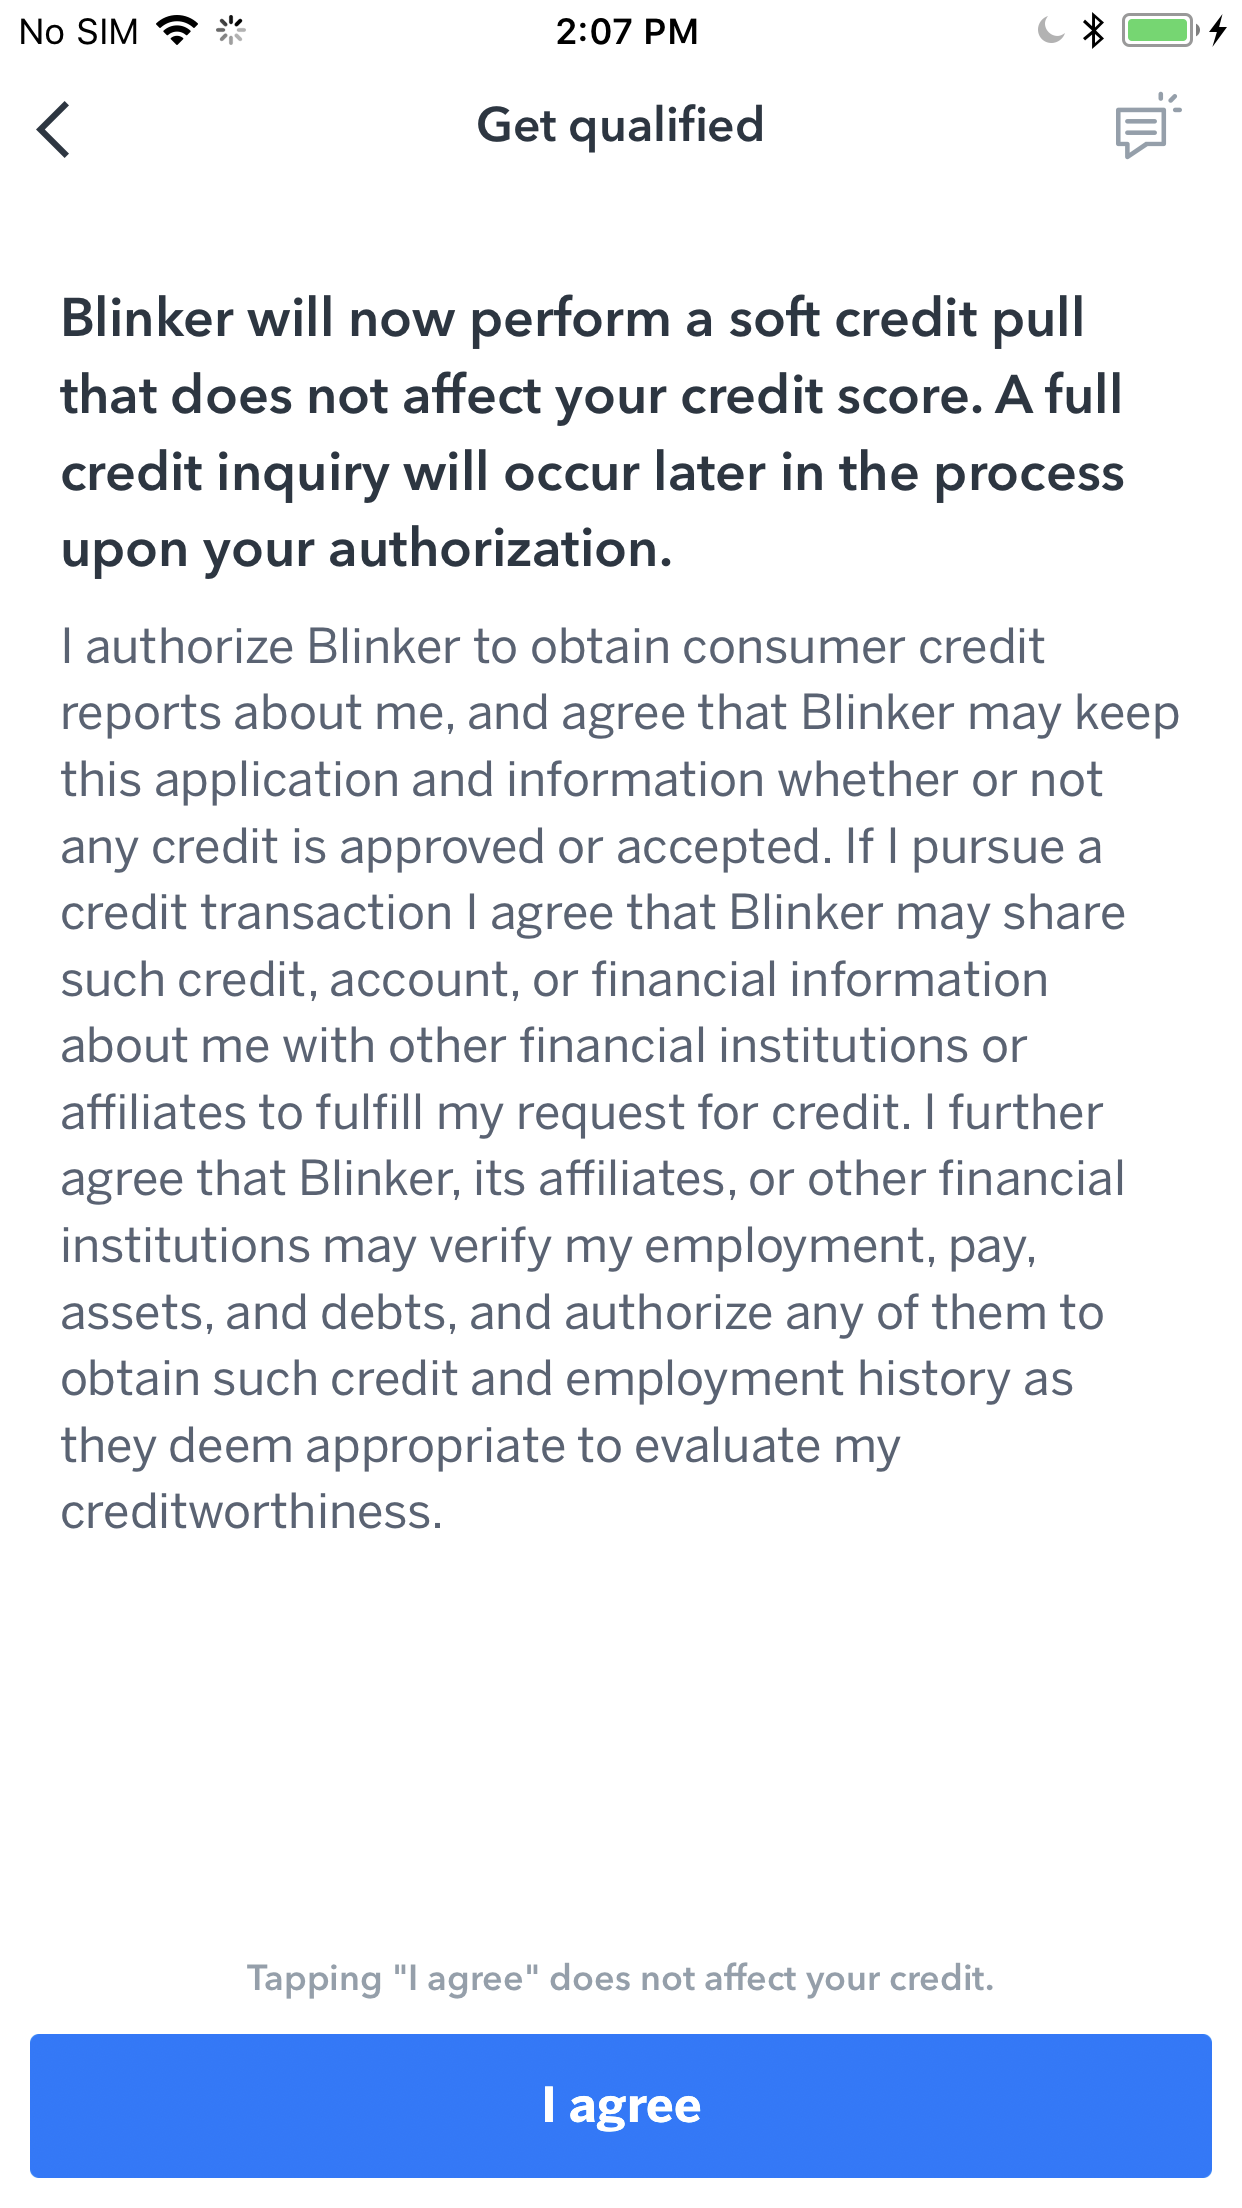 No SIM 2:07 PM
Get qualified
Blinker will now perform a soft credit pull
that does not affect your credit score. A full
credit inquiry will occur later in the process
upon your authorization.
I authorize Blinker to obtain consumer credit
reports about me, and agree that Blinker may keep
this application and information whether or not
any credit is approved or accepted. If I pursue a
credit transaction I agree that Blinker may share
such credit, account, or financial information
about me with other financial institutions or
affiliates to fulfill my request for credit. I further
agree that Blinker, its affiliates, or other financial
institutions may verify my employment, pay,
assets, and debts, and authorize any of them to
obtain such credit and employment history as
they deem appropriate to evaluate my
creditworthiness.
Tapping "I agree" does not affect your credit.
I agree